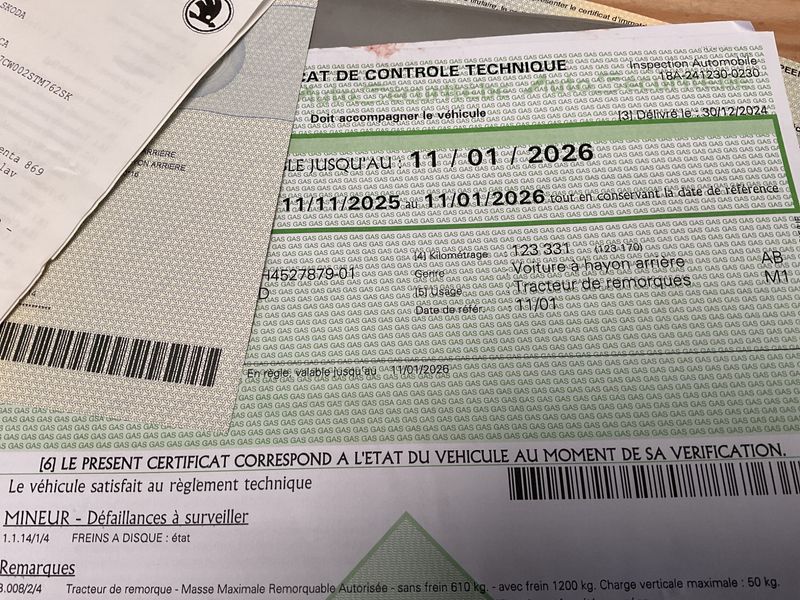 SKODA
CW002STM762SK
869
ARRIERE
ION ARRIERE
CAT DE CONTROLE TECHNIQUE
Inspection Automobile
18A-241230-0230
Doit accompagner le véhicule
[3] Délivré le : 30/12/2024
LE JUSQU'AU : 11 / 01 / 2026
11/11/2025 au 11/01/2026 tout en conservant la date de référence
H4527879-01
D
[4] Kilométrage 123 331 (123-170)
Genre Voiture à hayon arrière AB
[5] Usage Tracteur de remorques M1
Date de référ. 11/01
En règle, valable jusqu'au 11/01/2026
[6] LE PRESENT CERTIFICAT CORRESPOND A L'ETAT DU VEHICULE AU MOMENT DE SA VERIFICATION.
Le véhicule satisfait au règlement technique
MINEUR - Défaillances à surveiller
1.1.14/1/4 FREINS A DISQUE : état
Remarques
3.008/2/4 Tracteur de remorque - Masse Maximale Remorquable Autorisée - sans frein 610 kg. - avec frein 1200 kg. Charge verticale maximale : 50 kg.